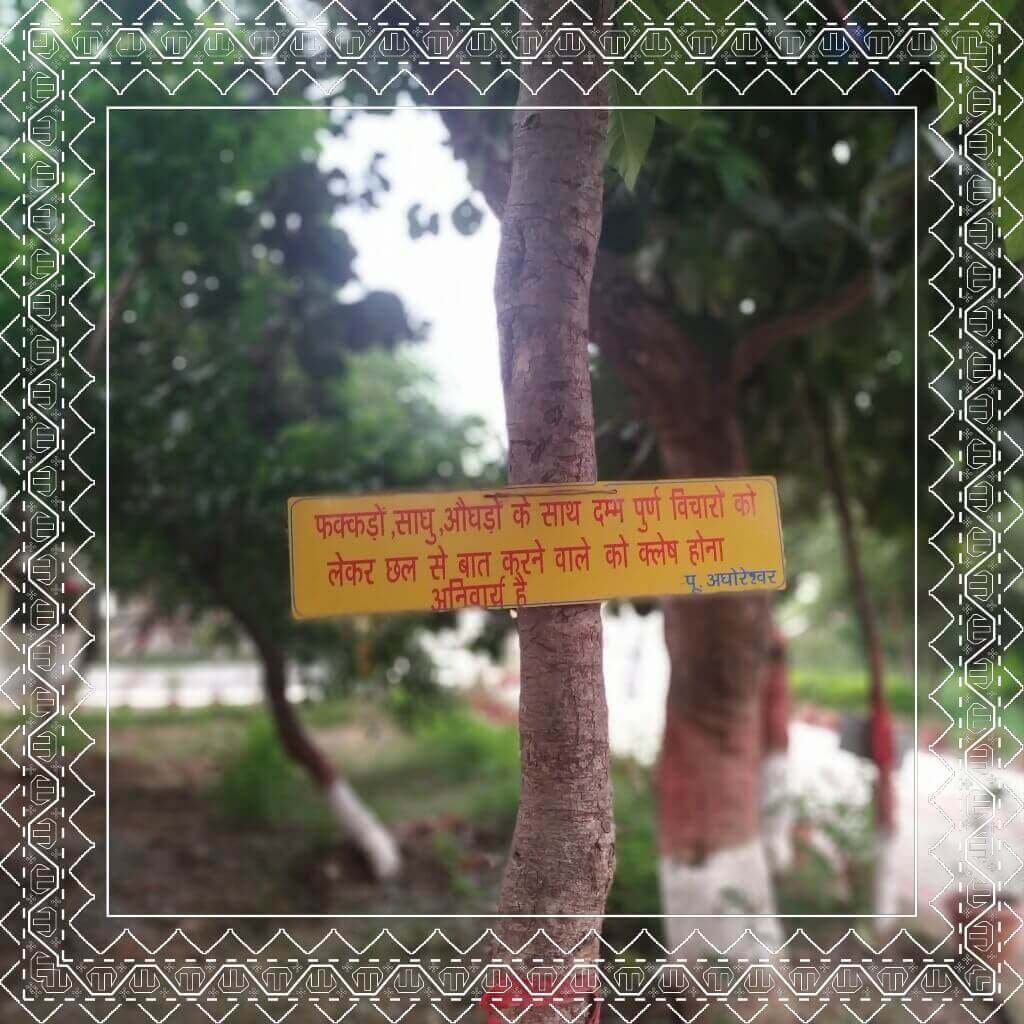 फक्कड़ों,साघु,औघड़ों के साथ दम्भ पुर्ण विचारों को
लेकर छल से बात करने वाले को क्लेष होना
अनिवार्य है
पू. अघोरेश्वर